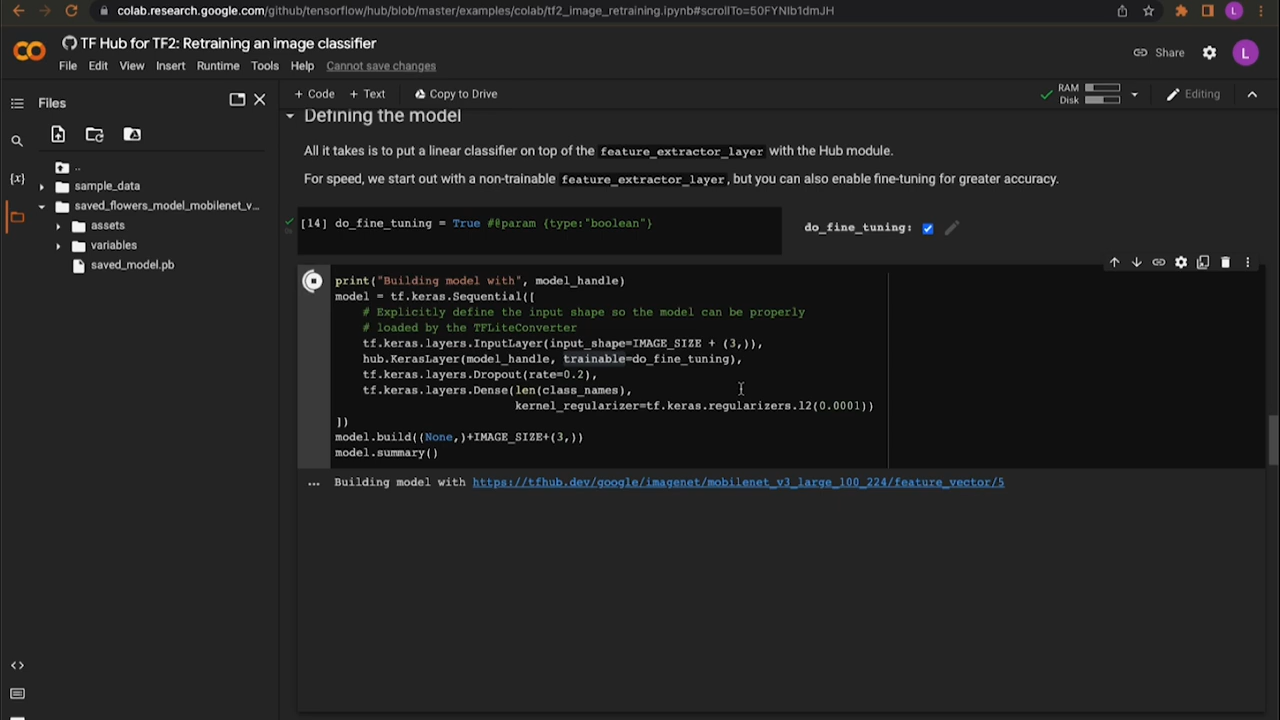 colab.research.google.com/github/tensorflow/hub/blob/master/examples/colab/tf2_image_retraining.ipynb#scrollTo=50FYNIb1dmJH
L
CO
TF Hub for TF2: Retraining an image classifier
File Edit View Insert Runtime Tools Help Cannot save changes
Share
L
Files
+ Code + Text Copy to Drive
RAM
Disk
Editing
..
sample_data
saved_flowers_model_mobilenet_v...
assets
variables
saved_model.pb
{x}
<>
Defining the model
All it takes is to put a linear classifier on top of the feature_extractor_layer with the Hub module.
For speed, we start out with a non-trainable feature_extractor_layer, but you can also enable fine-tuning for greater accuracy.
[14] do_fine_tuning = True #@param {type:"boolean"}
do_fine_tuning:
print("Building model with", model_handle)
model = tf.keras.Sequential([
# Explicitly define the input shape so the model can be properly
# loaded by the TFLiteConverter
tf.keras.layers.InputLayer(input_shape=IMAGE_SIZE + (3,)),
hub.KerasLayer(model_handle, trainable=do_fine_tuning),
tf.keras.layers.Dropout(rate=0.2),
tf.keras.layers.Dense(len(class_names),
kernel_regularizer=tf.keras.regularizers.l2(0.0001))
])
model.build((None,)+IMAGE_SIZE+(3,))
model.summary()
... Building model with https://tfhub.dev/google/imagenet/mobilenet_v3_large_100_224/feature_vector/5